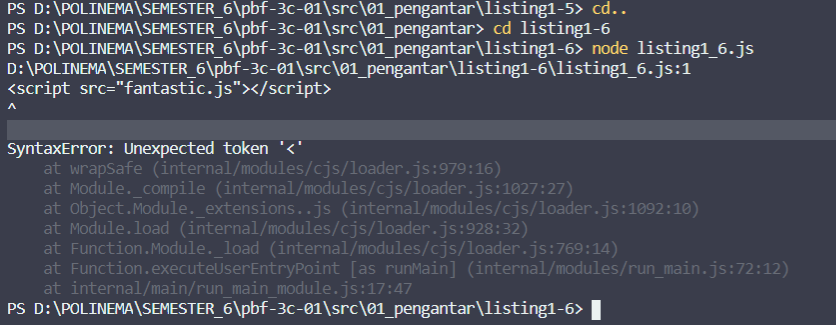 PS D:\POLINEMA\SEMESTER_6\pbf-3c-01\src\01_pengantar\listing1-5> cd..
PS D:\POLINEMA\SEMESTER_6\pbf-3c-01\src\01_pengantar> cd listing1-6
PS D:\POLINEMA\SEMESTER_6\pbf-3c-01\src\01_pengantar\listing1-6> node listing1_6.js
D:\POLINEMA\SEMESTER_6\pbf-3c-01\src\01_pengantar\listing1-6\listing1_6.js:1
<script src="fantastic.js"></script>
^
SyntaxError: Unexpected token '<'
    at wrapSafe (internal/modules/cjs/loader.js:979:16)
    at Module._compile (internal/modules/cjs/loader.js:1027:27)
    at Object.Module._extensions..js (internal/modules/cjs/loader.js:1092:10)
    at Module.load (internal/modules/cjs/loader.js:928:32)
    at Function.Module._load (internal/modules/cjs/loader.js:769:14)
    at Function.executeUserEntryPoint [as runMain] (internal/modules/run_main.js:72:12)
    at internal/main/run_main_module.js:17:47
PS D:\POLINEMA\SEMESTER_6\pbf-3c-01\src\01_pengantar\listing1-6>